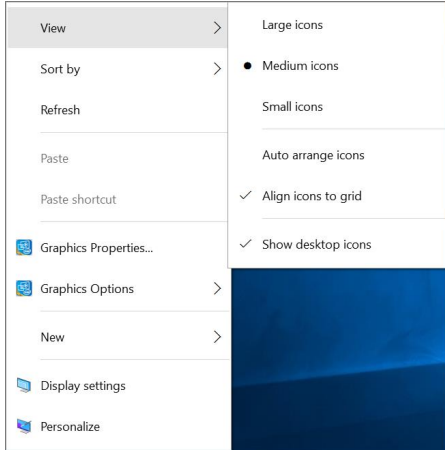 View
Sort by
Refresh
Paste
Paste shortcut
Graphics Properties...
Graphics Options
New
Display settings
Personalize
Large icons
Medium icons
Small icons
Auto arrange icons
Align icons to grid
Show desktop icons